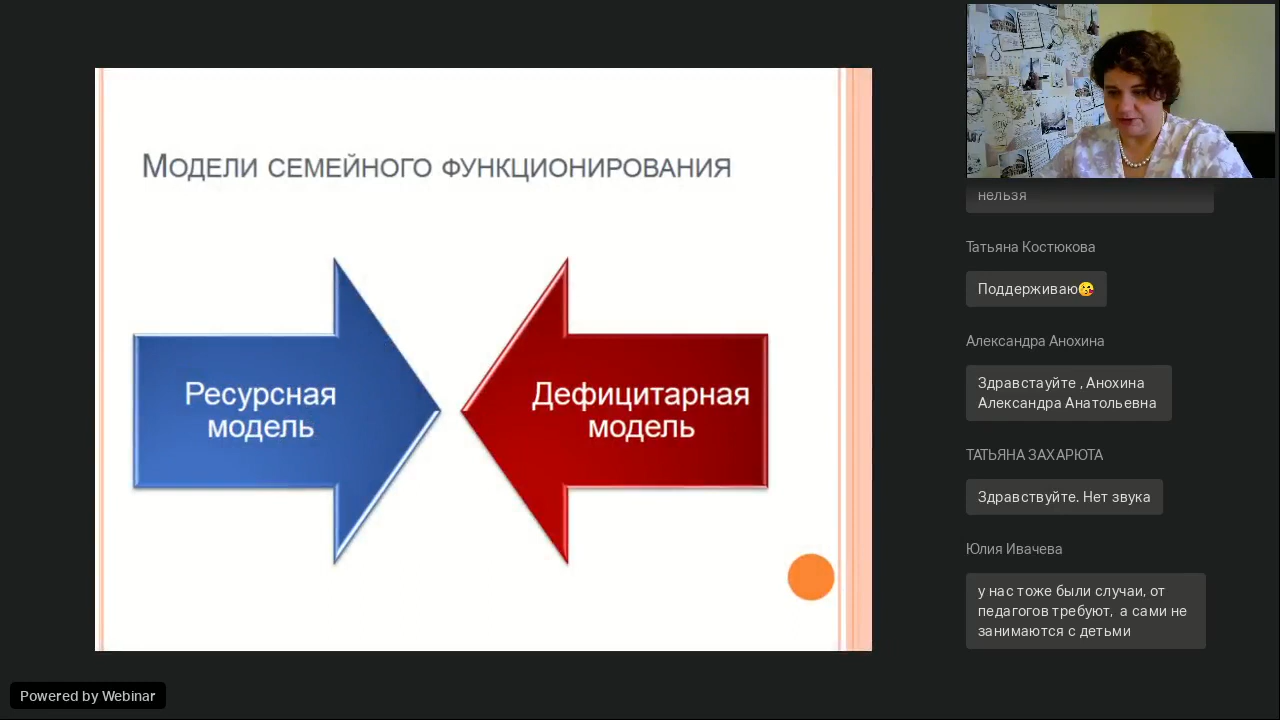 Модели семейного функционирования
Ресурсная
модель
Дефицитарная
модель
нельзя
Татьяна Костюкова
Поддерживаю😘
Александра Анохина
Здравстауйте , Анохина
Александра Анатольевна
ТАТЬЯНА ЗАХАРЮТА
Здравствуйте. Нет звука
Юлия Ивачева
у нас тоже были случаи, от
педагогов требуют,  а сами не
занимаются с детьми
Powered by Webinar